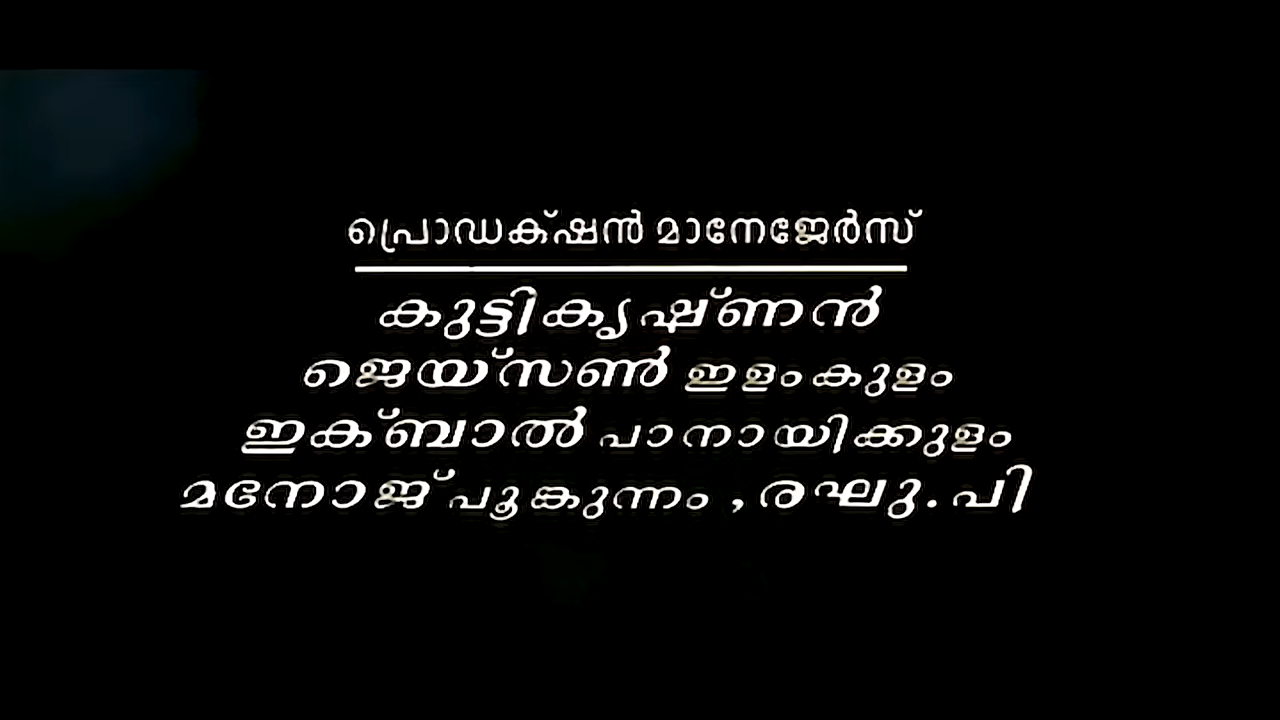 പ്രൊഡക്ഷൻ മാനേജേർസ്
കുട്ടികൃഷ്ണൻ
ജെയ്സൺ ഇളംകുളം
ഇക്ബാൽ പാനായിക്കുളം
മനോജ് പൂങ്കുന്നം ,രഘു.പി